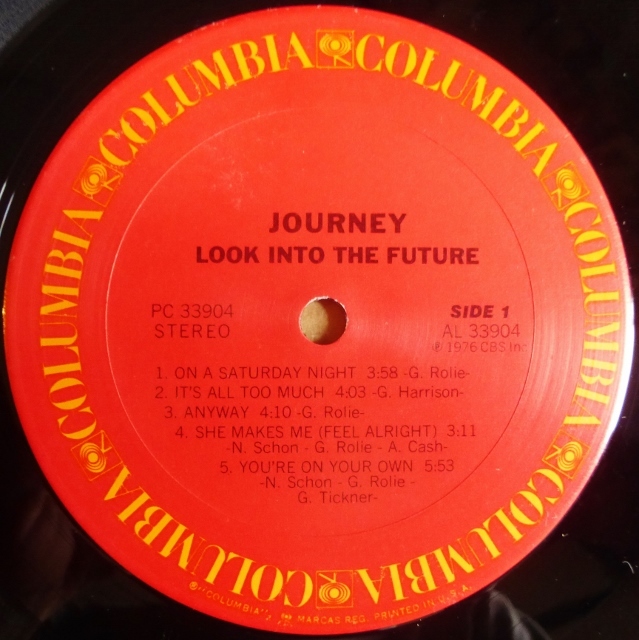 COLUMBIA COLUMBIA COLUMBIA COLUMBIA COLUMBIA COLUMBIA
JOURNEY
LOOK INTO THE FUTURE
PC 33904
STEREO
SIDE 1
AL 33904
℗ 1976 CBS Inc
1. ON A SATURDAY NIGHT 3:58 -G. Rolie-
2. IT'S ALL TOO MUCH 4:03 -G. Harrison-
3. ANYWAY 4:10 -G. Rolie-
4. SHE MAKES ME (FEEL ALRIGHT) 3:11
-N. Schon - G. Rolie - A. Cash-
5. YOU'RE ON YOUR OWN 5:53
-N. Schon - G. Rolie -
G. Tickner-
® "COLUMBIA" MARCAS REG. PRINTED IN U.S.A.